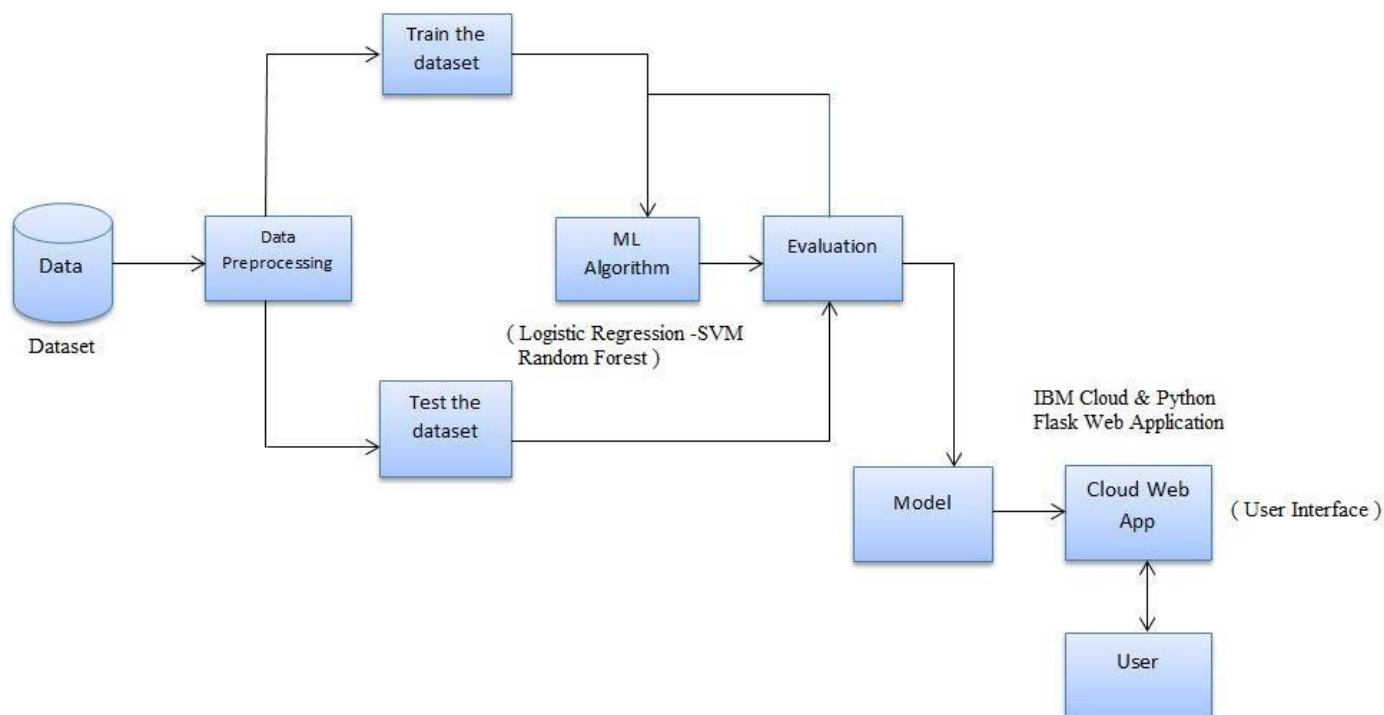 Train the
dataset
Data
Preprocessing
ML
Algorithm
Evaluation
Data
Dataset
( Logistic Regression -SVM
Random Forest )
Test the
dataset
IBM Cloud & Python
Flask Web Application
Model
Cloud Web
App
( User Interface )
User